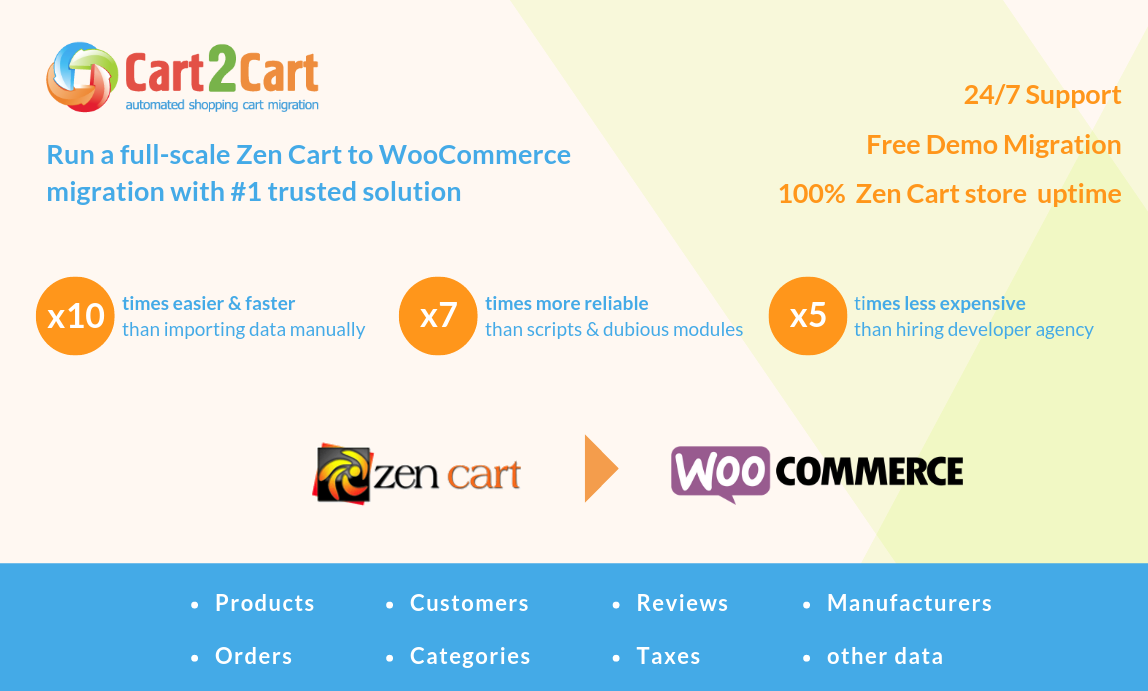 Cart2Cart
automated shopping cart migration
Run a full-scale Zen Cart to WooCommerce
migration with #1 trusted solution
24/7 Support
Free Demo Migration
100% Zen Cart store uptime
x10
times easier & faster
than importing data manually
x7
times more reliable
than scripts & dubious modules
x5
times less expensive
than hiring developer agency
zen cart
WOO COMMERCE
• Products
• Customers
• Reviews
• Manufacturers
• Orders
• Categories
• Taxes
• other data